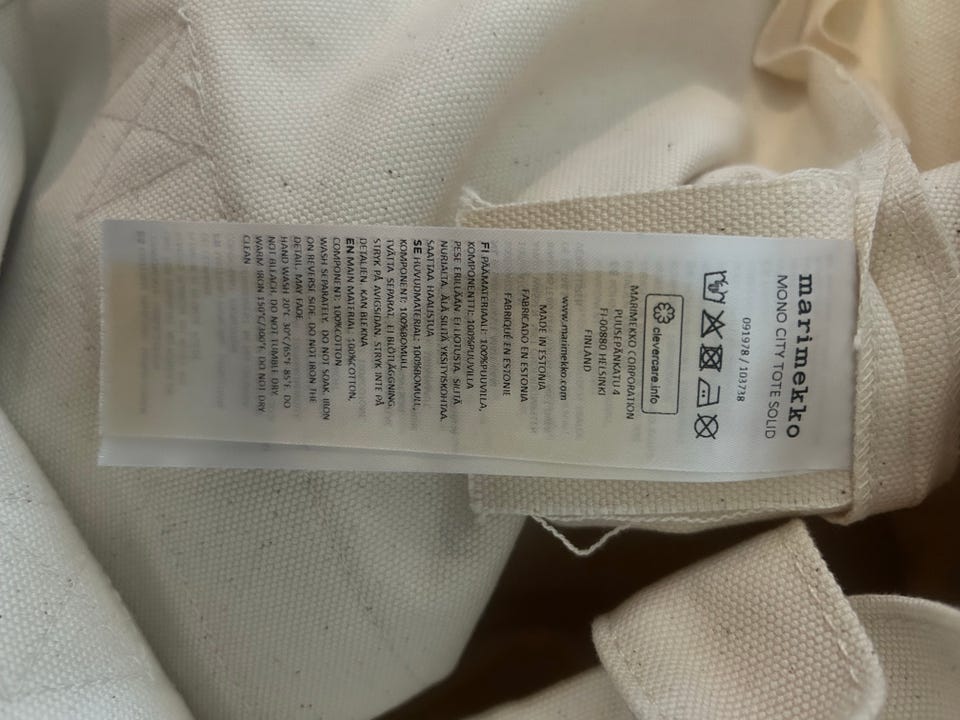 marimekko
MONO CITY TOTE SOLID
091978 / 103738
clevercare.info
MARIMEKKO CORPORATION
PUUSEPÄNKATU 4
FI-00880 HELSINKI
FINLAND
www.marimekko.com
MADE IN ESTONIA
FABRICADO EN ESTONIA
FABRIQUÉ EN ESTONIE
FI PÄÄMATERIAALI: 100%PUUVILLA,
KOMPONENTTI: 100%PUUVILLA
PESE ERILLÄÄN. EI LIOTUSTA. SILITÄ
NURJALTA. ÄLÄ SILITÄ YKSITYISKOHTAA.
SAATTAA HAALISTUA
SE HUVUDMATERIAL: 100%BOMULL,
KOMPONENT: 100%BOMULL
TVÄTTA SEPARAT. EJ BLÖTLÄGGNING.
STRYK PÅ AVIGSIDAN. STRYK INTE PÅ
DETALJEN. KAN BLEKNA
EN MAIN MATERIAL: 100%COTTON,
COMPONENT: 100%COTTON
WASH SEPARATELY. DO NOT SOAK. IRON
ON REVERSE SIDE. DO NOT IRON THE
DETAIL. MAY FADE
HAND WASH 20°C 30°C/65°F 85°F. DO
NOT BLEACH. DO NOT TUMBLE DRY.
WARM IRON 150°C/300°F. DO NOT DRY
CLEAN